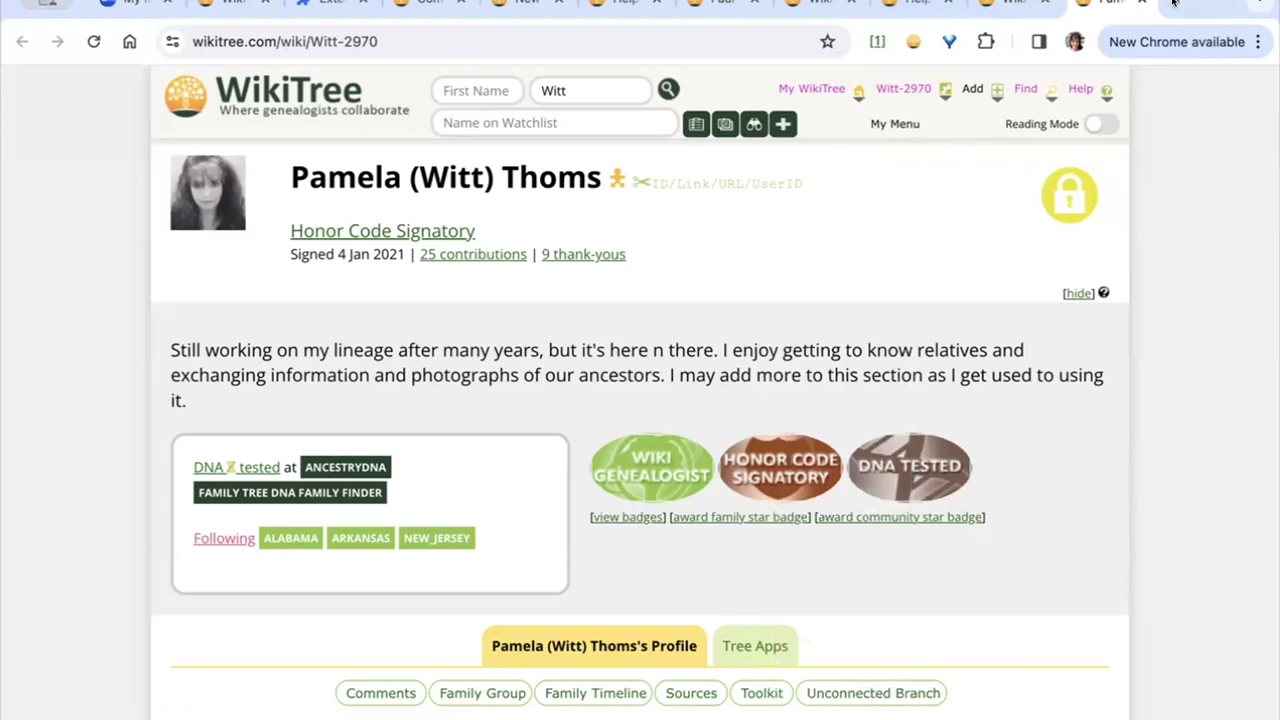 wikitree.com/wiki/Witt-2970
[1]
New Chrome available
WikiTree
Where genealogists collaborate
First Name
Witt
Name on Watchlist
My WikiTree
Witt-2970
Add
Find
Help
My Menu
Reading Mode
Pamela (Witt) Thoms
ID/Link/URL/UserID
Honor Code Signatory
Signed 4 Jan 2021 | 25 contributions | 9 thank-yous
[hide] ?
Still working on my lineage after many years, but it's here n there. I enjoy getting to know relatives and
exchanging information and photographs of our ancestors. I may add more to this section as I get used to using
it.
DNA tested at ANCESTRYDNA
FAMILY TREE DNA FAMILY FINDER
Following ALABAMA ARKANSAS NEW_JERSEY
WIKI
GENEALOGIST
HONOR CODE
SIGNATORY
DNA TESTED
[view badges] [award family star badge] [award community star badge]
Pamela (Witt) Thoms's Profile
Tree Apps
Comments
Family Group
Family Timeline
Sources
Toolkit
Unconnected Branch